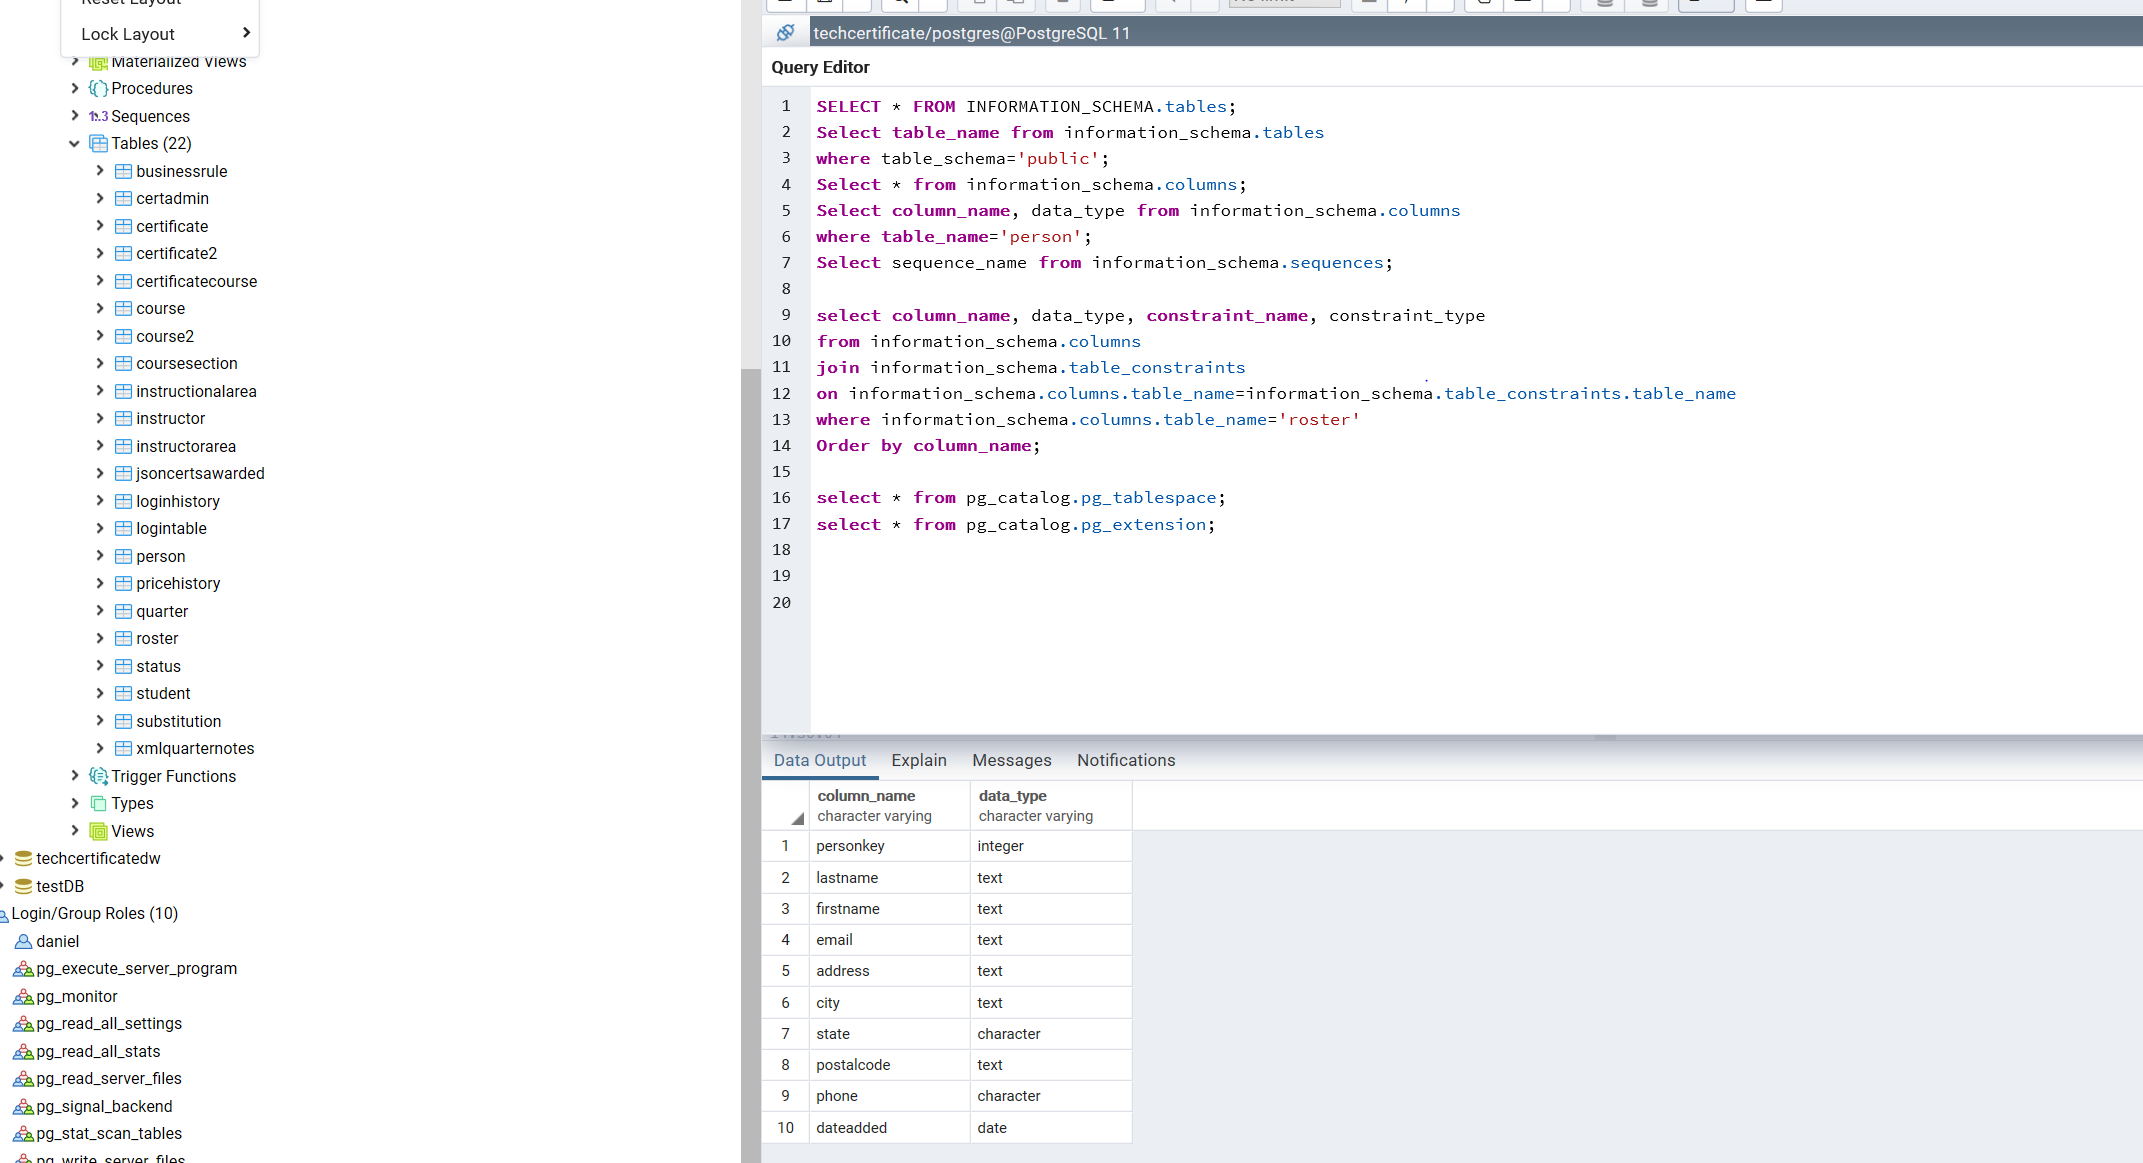 Reset Layout
Lock Layout
Materialized Views
Procedures
1.3 Sequences
Tables (22)
businessrule
certadmin
certificate
certificate2
certificatecourse
course
course2
coursesection
instructionalarea
instructor
instructorarea
jsoncertsawarded
loginhistory
logintable
person
pricehistory
quarter
roster
status
student
substitution
xmlquarternotes
Trigger Functions
Types
Views
techcertificatedw
testDB
Login/Group Roles (10)
daniel
pg_execute_server_program
pg_monitor
pg_read_all_settings
pg_read_all_stats
pg_read_server_files
pg_signal_backend
pg_stat_scan_tables
pg_write_server_files
techcertificate/postgres@PostgreSQL 11
Query Editor
1 SELECT * FROM INFORMATION_SCHEMA.tables;
2 Select table_name from information_schema.tables
3 where table_schema='public';
4 Select * from information_schema.columns;
5 Select column_name, data_type from information_schema.columns
6 where table_name='person';
7 Select sequence_name from information_schema.sequences;
8
9 select column_name, data_type, constraint_name, constraint_type
10 from information_schema.columns
11 join information_schema.table_constraints
12 on information_schema.columns.table_name=information_schema.table_constraints.table_name
13 where information_schema.columns.table_name='roster'
14 Order by column_name;
15
16 select * from pg_catalog.pg_tablespace;
17 select * from pg_catalog.pg_extension;
18
19
20
Data Output Explain Messages Notifications
column_name data_type
character varying character varying
1 personkey integer
2 lastname text
3 firstname text
4 email text
5 address text
6 city text
7 state character
8 postalcode text
9 phone character
10 dateadded date